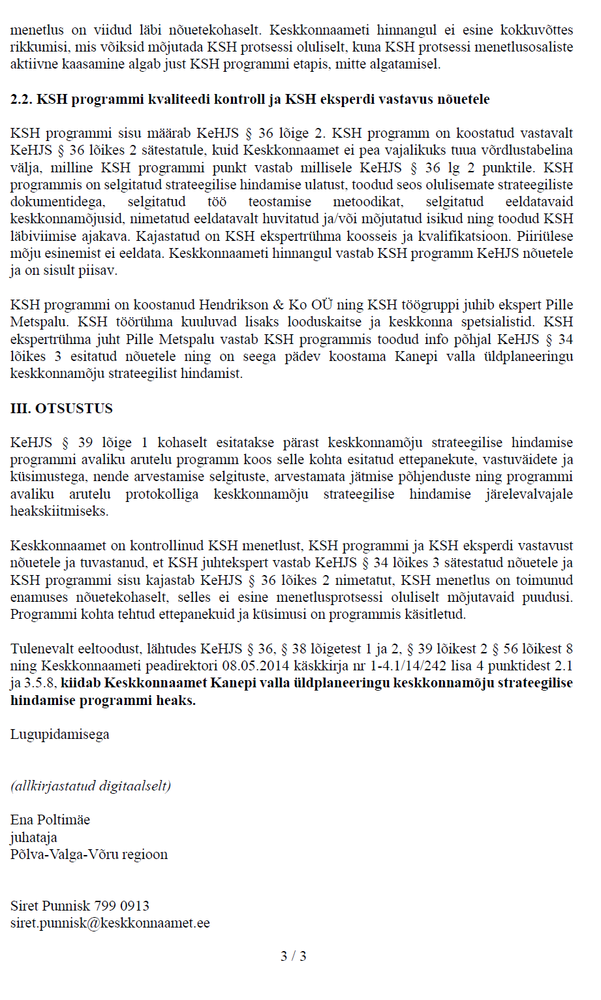 menetlus on viidud läbi nõuetekohaselt. Keskkonnaameti hinnangul ei esine kokkuvõttes
rikkumisi, mis võiksid mõjutada KSH protsessi oluliselt, kuna KSH protsessi menetlusosaliste
aktiivne kaasamine algab just KSH programmi etapis, mitte algatamisel.
2.2. KSH programmi kvaliteedi kontroll ja KSH eksperdi vastavus nõuetele
KSH programmi sisu määrab KeHJS § 36 lõige 2. KSH programm on koostatud vastavalt
KeHJS § 36 lõikes 2 sätestatule, kuid Keskkonnaamet ei pea vajalikuks tuua võrdlustabelina
välja, milline KSH programmi punkt vastab millisele KeHJS § 36 lg 2 punktile. KSH
programmis on selgitatud strateegilise hindamise ulatust, toodud seos olulisemate strateegiliste
dokumentidega, selgitatud töö teostamise metoodikat, selgitatud eeldatavaid
keskkonnamõjusid, nimetatud eeldatavalt huvitatud ja/või mõjutatud isikud ning toodud KSH
läbiviimise ajakava. Kajastatud on KSH ekspertrühma koosseis ja kvalifikatsioon. Piiriülese
mõju esinemist ei eeldata. Keskkonnaameti hinnangul vastab KSH programm KeHJS nõuetele
ja on sisult piisav.
KSH programmi on koostanud Hendrikson & Ko OÜ ning KSH töögruppi juhib ekspert Pille
Metspalu. KSH töörühma kuuluvad lisaks looduskaitse ja keskkonna spetsialistid. KSH
ekspertrühma juht Pille Metspalu vastab KSH programmis toodud info põhjal KeHJS § 34
lõikes 3 esitatud nõuetele ning on seega pädev koostama Kanepi valla üldplaneeringu
keskkonnamõju strateegilist hindamist.
III. OTSUSTUS
KeHJS § 39 lõige 1 kohaselt esitatakse pärast keskkonnamõju strateegilise hindamise
programmi avaliku arutelu programm koos selle kohta esitatud ettepanekute, vastuväidete ja
küsimustega, nende arvestamise selgituste, arvestamata jätmise põhjenduste ning programmi
avaliku arutelu protokolliga keskkonnamõju strateegilise hindamise järelevalvajale
heakskiitmiseks.
Keskkonnaamet on kontrollinud KSH menetlust, KSH programmi ja KSH eksperdi vastavust
nõuetele ja tuvastanud, et KSH juhtekspert vastab KeHJS § 34 lõikes 3 sätestatud nõuetele ja
KSH programmi sisu kajastab KeHJS § 36 lõikes 2 nimetatut, KSH menetlus on toimunud
enamuses nõuetekohaselt, selles ei esine menetlusprotsessi oluliselt mõjutavaid puudusi.
Programmi kohta tehtud ettepanekuid ja küsimusi on programmis käsitletud.
Tulenevalt eeltoodust, lähtudes KeHJS § 36, § 38 lõigetest 1 ja 2, § 39 lõikest 2 § 56 lõikest 8
ning Keskkonnaameti peadirektori 08.05.2014 käskkirja nr 1-4.1/14/242 lisa 4 punktidest 2.1
ja 3.5.8, kiidab Keskkonnaamet Kanepi valla üldplaneeringu keskkonnamõju strateegilise
hindamise programmi heaks.
Lugupidamisega
(allkirjastatud digitaalselt)
Ena Poltimäe
juhataja
Põlva-Valga-Võru regioon
Siret Punnisk 799 0913
siret.punnisk@keskkonnaamet.ee
3 / 3